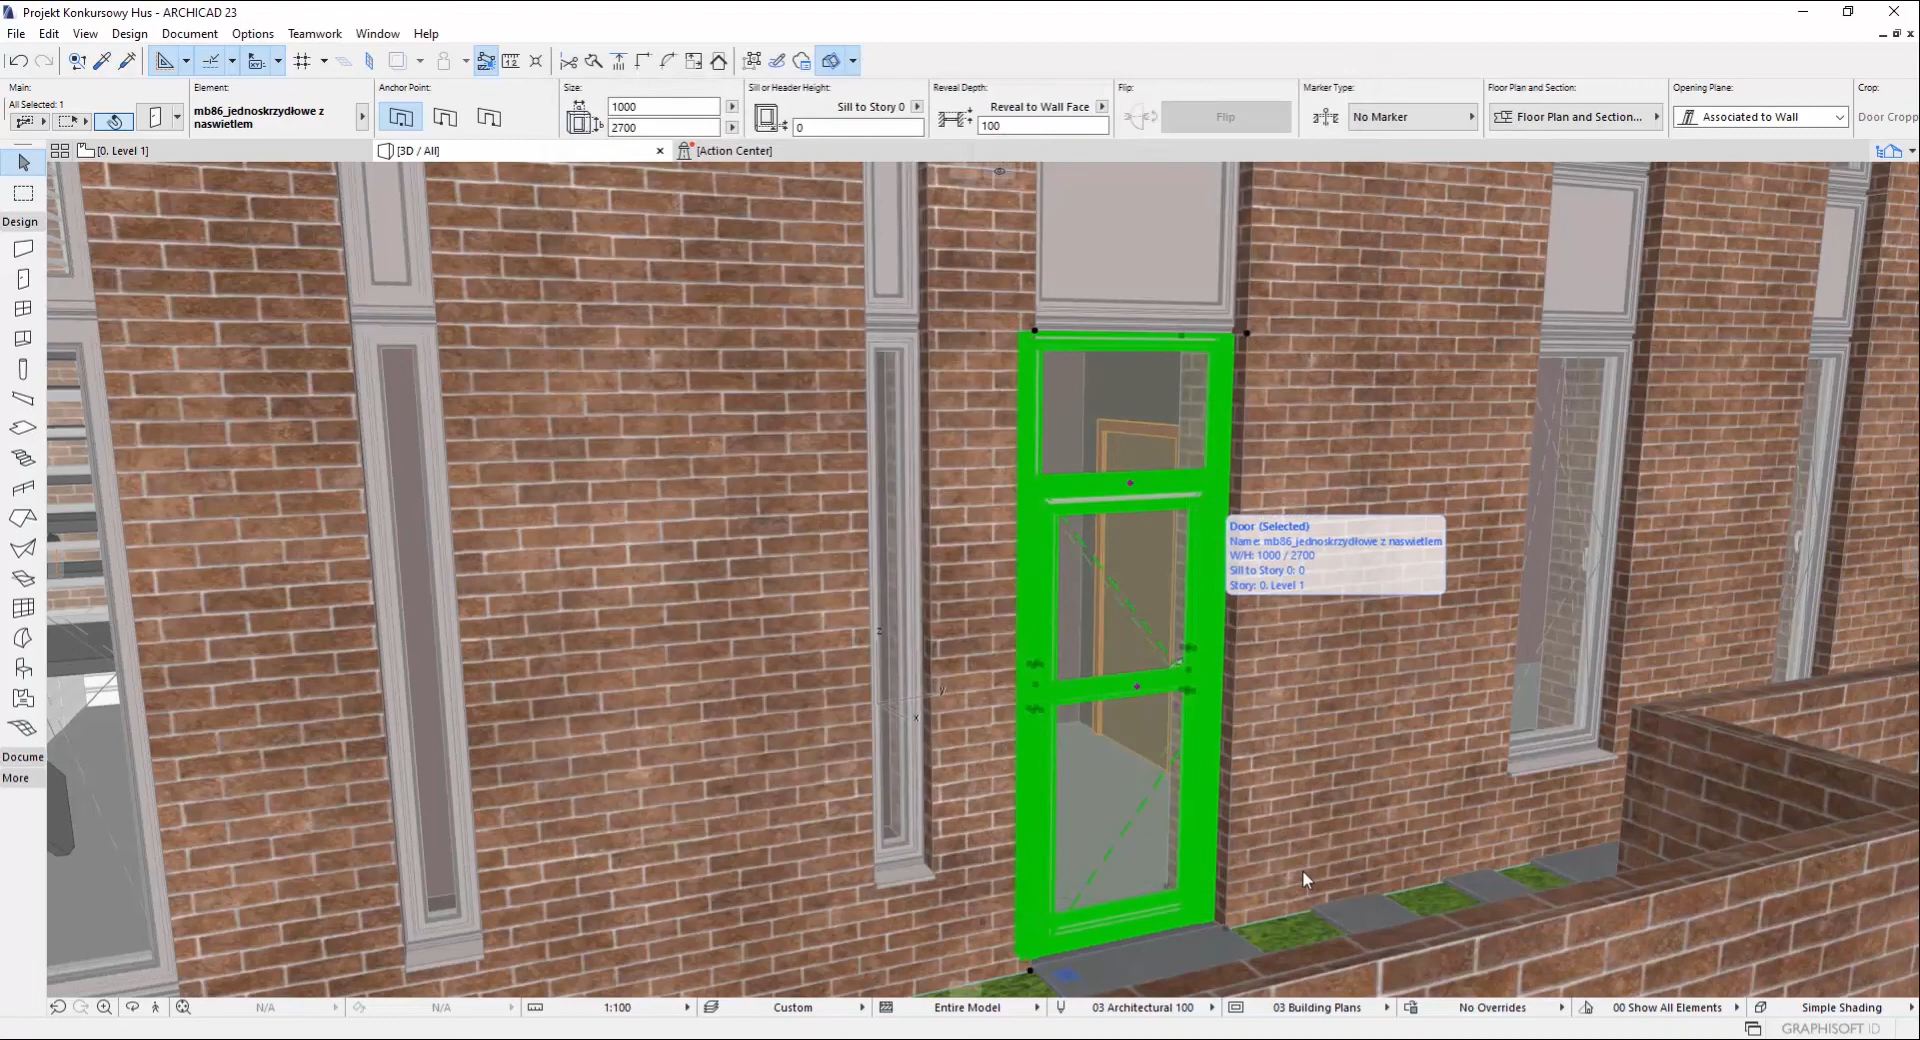 Projekt Konkursowy Hus - ARCHICAD 23
File Edit View Design Document Options Teamwork Window Help
Main:
All Selected: 1
Element:
mb86_jednoskrzydłowe z
naswietlem
Anchor Point:
Size:
1000
2700
Sill or Header Height:
Sill to Story 0
0
Reveal Depth:
Reveal to Wall Face
100
Flip:
Flip
Marker Type:
No Marker
Floor Plan and Section:
Floor Plan and Section...
Opening Plane:
Associated to Wall
Crop:
Door Cropp
[0. Level 1]
[3D / All]
[Action Center]
Design
Docume
More
Door (Selected)
Name: mb86_jednoskrzydłowe z naswietlem
W/H: 1000 / 2700
Sill to Story 0: 0
Story: 0. Level 1
z
y
x
N/A
N/A
1:100
Custom
Entire Model
03 Architectural 100
03 Building Plans
No Overrides
00 Show All Elements
Simple Shading
GRAPHISOFT ID